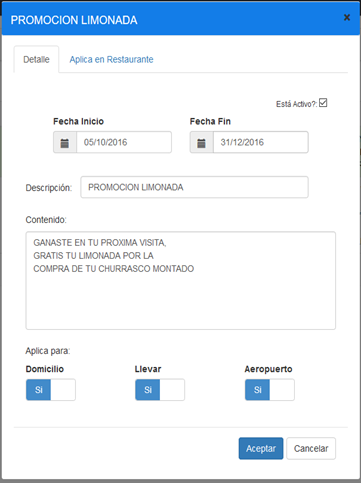 PROMOCION LIMONADA ×
Detalle Aplica en Restaurante
Está Activo?:
Fecha Inicio Fecha Fin
05/10/2016 31/12/2016
Descripción: PROMOCION LIMONADA
Contenido:
GANASTE EN TU PROXIMA VISITA,
GRATIS TU LIMONADA POR LA
COMPRA DE TU CHURRASCO MONTADO
Aplica para:
Domicilio Llevar Aeropuerto
Si Si Si
Aceptar Cancelar